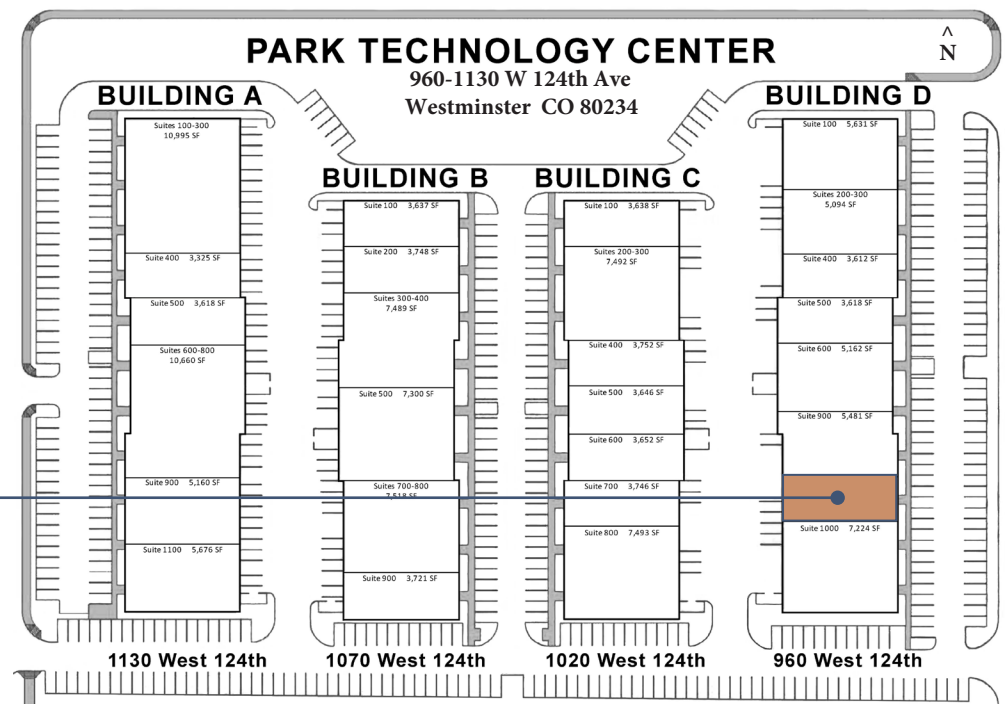 ^
N
PARK TECHNOLOGY CENTER
960-1130 W 124th Ave
Westminster CO 80234
BUILDING A
Suites 100-300
10,995 SF
Suite 400 3,325 SF
Suite 500 3,618 SF
Suites 600-800
10,660 SF
Suite 900 5,160 SF
Suite 1100 5,676 SF
1130 West 124th
BUILDING B
Suite 100 3,637 SF
Suite 200 3,748 SF
Suites 300-400
7,489 SF
Suite 500 7,300 SF
Suites 700-800
7,518 SF
Suite 900 3,721 SF
1070 West 124th
BUILDING C
Suite 100 3,638 SF
Suites 200-300
7,492 SF
Suite 400 3,752 SF
Suite 500 3,646 SF
Suite 600 3,652 SF
Suite 700 3,746 SF
Suite 800 7,493 SF
1020 West 124th
BUILDING D
Suite 100 5,631 SF
Suites 200-300
5,094 SF
Suite 400 3,612 SF
Suite 500 3,618 SF
Suite 600 5,162 SF
Suite 900 5,481 SF
Suite 1000 7,224 SF
960 West 124th